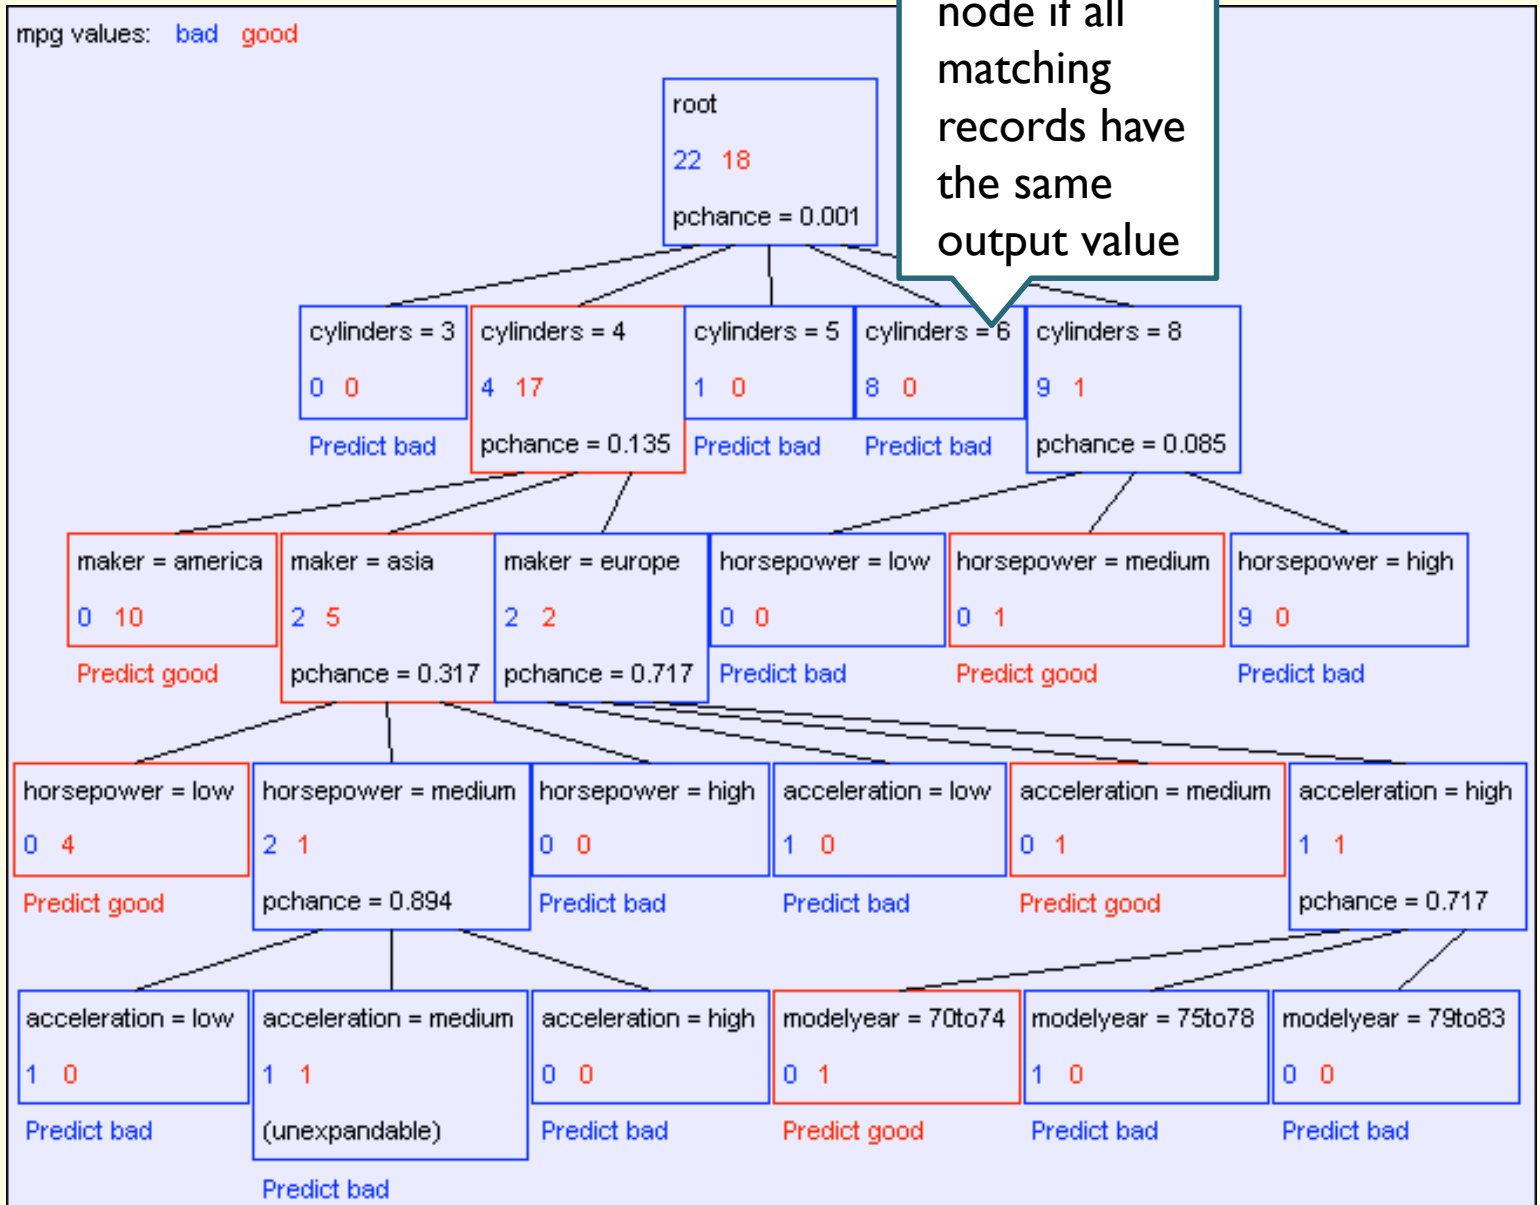 mpg values: bad good
node if all
matching
records have
the same
output value
root
22 18
pchance = 0.001
cylinders = 3
0 0
Predict bad
cylinders = 4
4 17
pchance = 0.135
cylinders = 5
1 0
Predict bad
cylinders = 6
8 0
Predict bad
cylinders = 8
9 1
pchance = 0.085
maker = america
0 10
Predict good
maker = asia
2 5
pchance = 0.317
maker = europe
2 2
pchance = 0.717
horsepower = low
0 0
Predict bad
horsepower = medium
0 1
Predict good
horsepower = high
9 0
Predict bad
horsepower = low
0 4
Predict good
horsepower = medium
2 1
pchance = 0.894
horsepower = high
0 0
Predict bad
acceleration = low
1 0
Predict bad
acceleration = medium
0 1
Predict good
acceleration = high
1 1
pchance = 0.717
acceleration = low
1 0
Predict bad
acceleration = medium
1 1
(unexpandable)
Predict bad
acceleration = high
0 0
Predict bad
modelyear = 70to74
0 1
Predict good
modelyear = 75to78
1 0
Predict bad
modelyear = 79to83
0 0
Predict bad